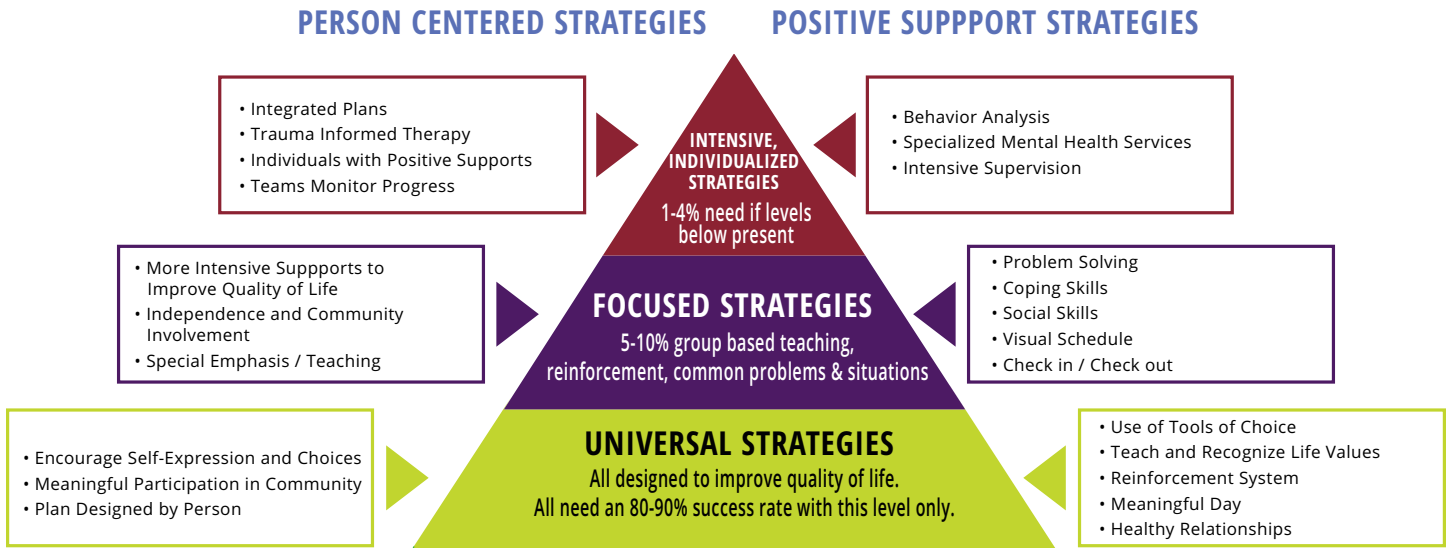 PERSON CENTERED STRATEGIES
POSITIVE SUPPPORT STRATEGIES
• Integrated Plans
• Trauma Informed Therapy
• Individuals with Positive Supports
• Teams Monitor Progress
INTENSIVE,
INDIVIDUALIZED
STRATEGIES
1-4% need if levels
below present
• Behavior Analysis
• Specialized Mental Health Services
• Intensive Supervision
• More Intensive Suppports to
Improve Quality of Life
• Independence and Community
Involvement
• Special Emphasis / Teaching
FOCUSED STRATEGIES
5-10% group based teaching,
reinforcement, common problems & situations
• Problem Solving
• Coping Skills
• Social Skills
• Visual Schedule
• Check in / Check out
• Encourage Self-Expression and Choices
• Meaningful Participation in Community
• Plan Designed by Person
UNIVERSAL STRATEGIES
All designed to improve quality of life.
All need an 80-90% success rate with this level only.
• Use of Tools of Choice
• Teach and Recognize Life Values
• Reinforcement System
• Meaningful Day
• Healthy Relationships